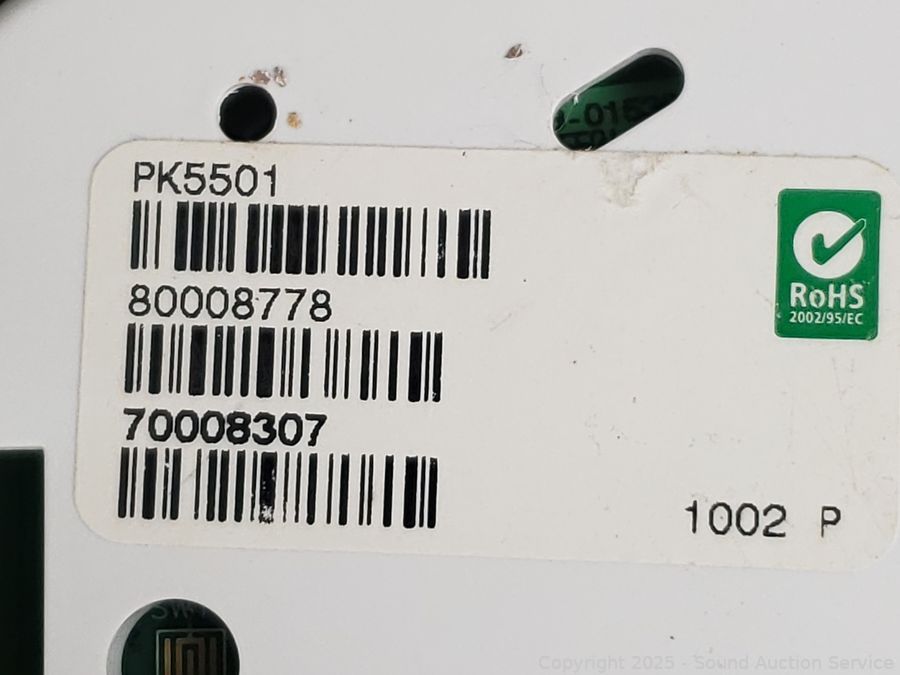 PK5501
80008778
70008307
RoHS
2002/95/EC
1002 P
Copyright 2025 - Sound Auction Service